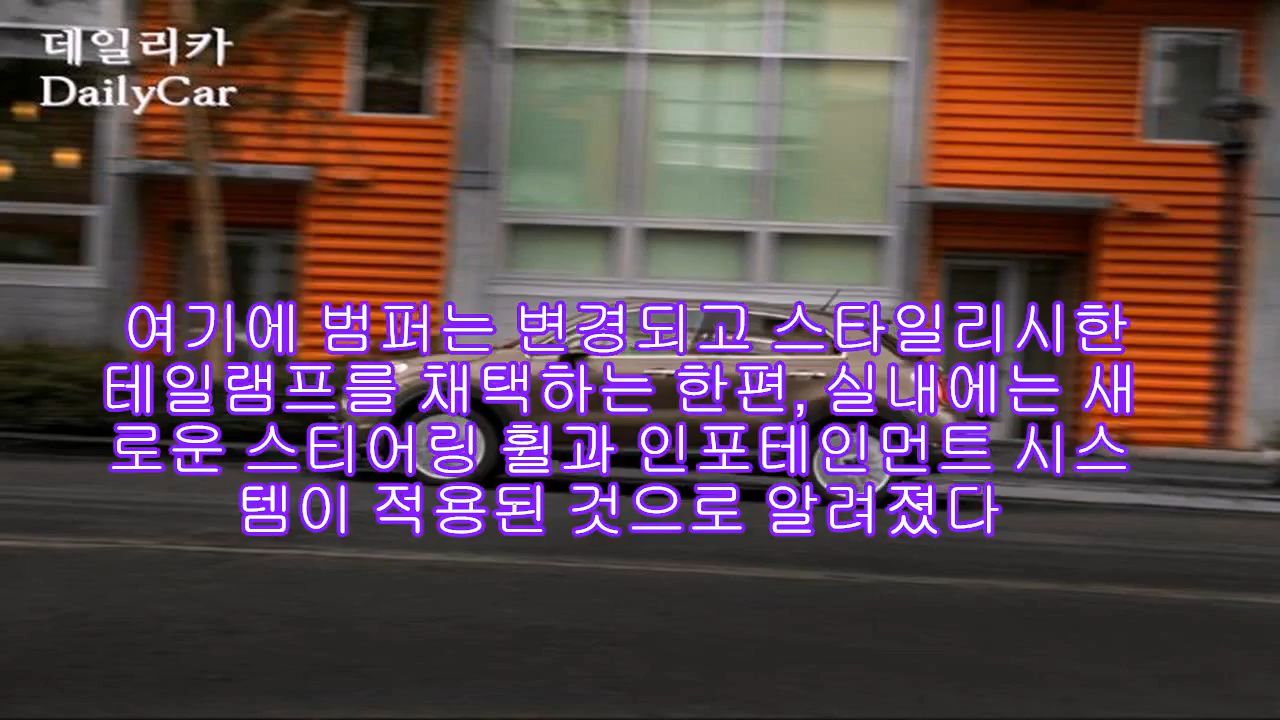 데일리카
DailyCar
여기에 범퍼는 변경되고 스타일리시한
테일램프를 채택하는 한편, 실내에는 새
로운 스티어링 휠과 인포테인먼트 시스
템이 적용된 것으로 알려졌다